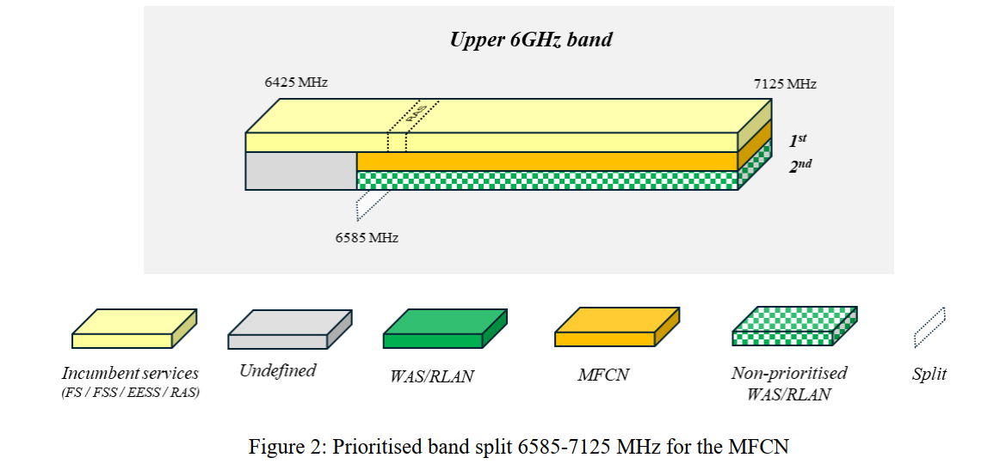 Upper 6GHz band
6425 MHz
7125 MHz
RAS
1st
2nd
6585 MHz
Incumbent services
(FS / FSS / EESS / RAS)
Undefined
WAS/RLAN
MFCN
Non-prioritised
WAS/RLAN
Split
Figure 2: Prioritised band split 6585-7125 MHz for the MFCN